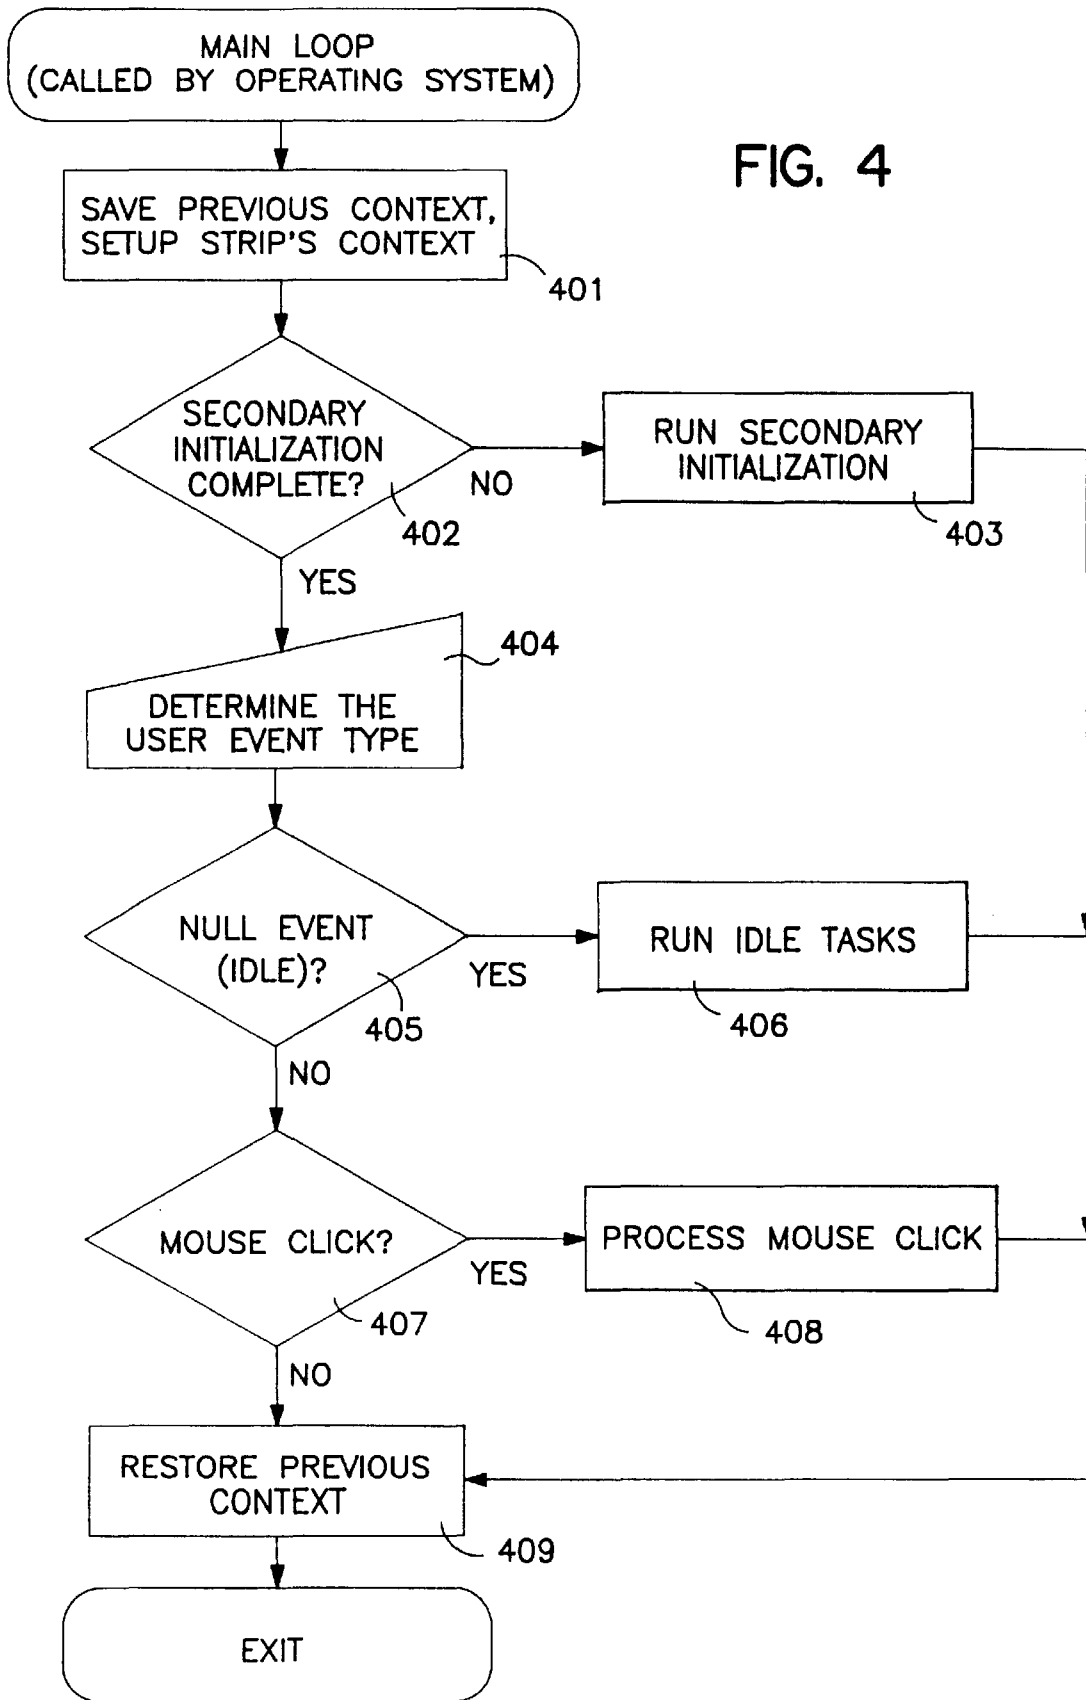 MAIN LOOP
(CALLED BY OPERATING SYSTEM)
FIG. 4
SAVE PREVIOUS CONTEXT,
SETUP STRIP'S CONTEXT
401
SECONDARY
INITIALIZATION
COMPLETE?
NO
402
RUN SECONDARY
INITIALIZATION
403
YES
404
DETERMINE THE
USER EVENT TYPE
NULL EVENT
(IDLE)?
YES
405
RUN IDLE TASKS
406
NO
MOUSE CLICK?
YES
407
PROCESS MOUSE CLICK
408
NO
RESTORE PREVIOUS
CONTEXT
409
EXIT